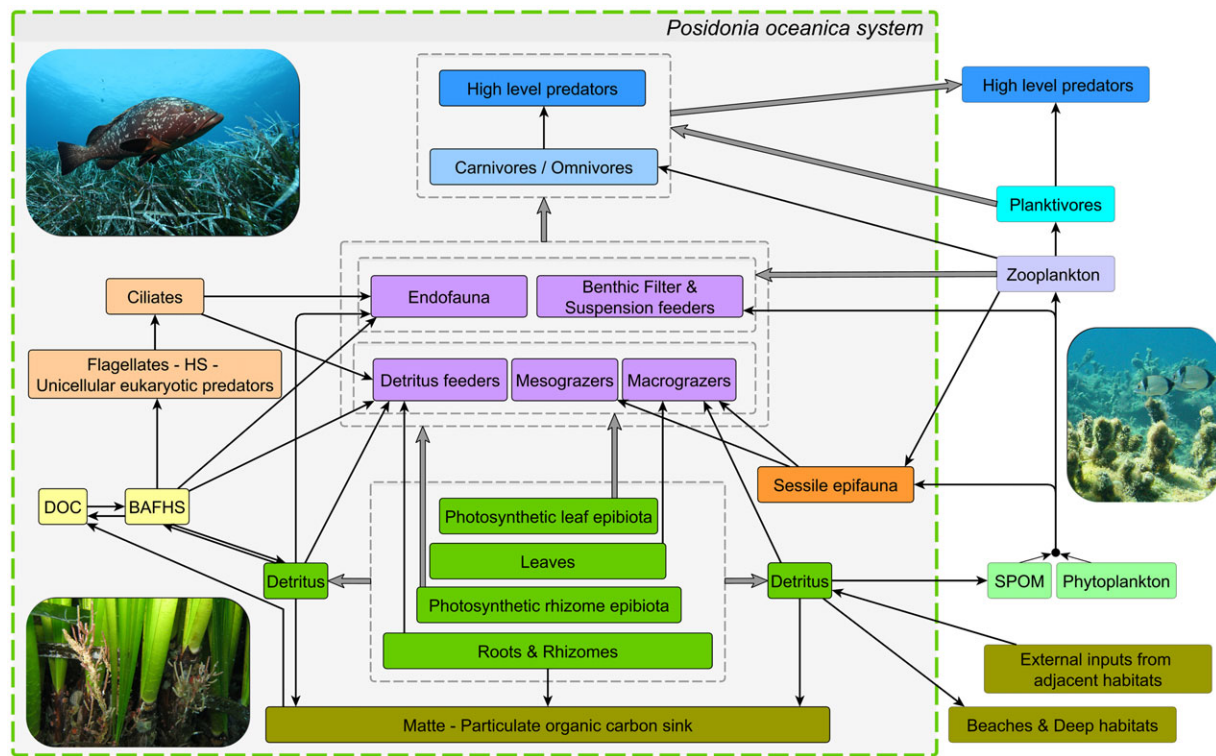 Posidonia oceanica system
High level predators
High level predators
Carnivores / Omnivores
Planktivores
Zooplankton
Ciliates
Endofauna
Benthic Filter &
Suspension feeders
Flagellates - HS -
Unicellular eukaryotic predators
Detritus feeders
Mesograzers
Macrograzers
Sessile epifauna
DOC
BAFHS
Photosynthetic leaf epibiota
Leaves
Detritus
Detritus
SPOM
Phytoplankton
Photosynthetic rhizome epibiota
Roots & Rhizomes
External inputs from
adjacent habitats
Matte - Particulate organic carbon sink
Beaches & Deep habitats